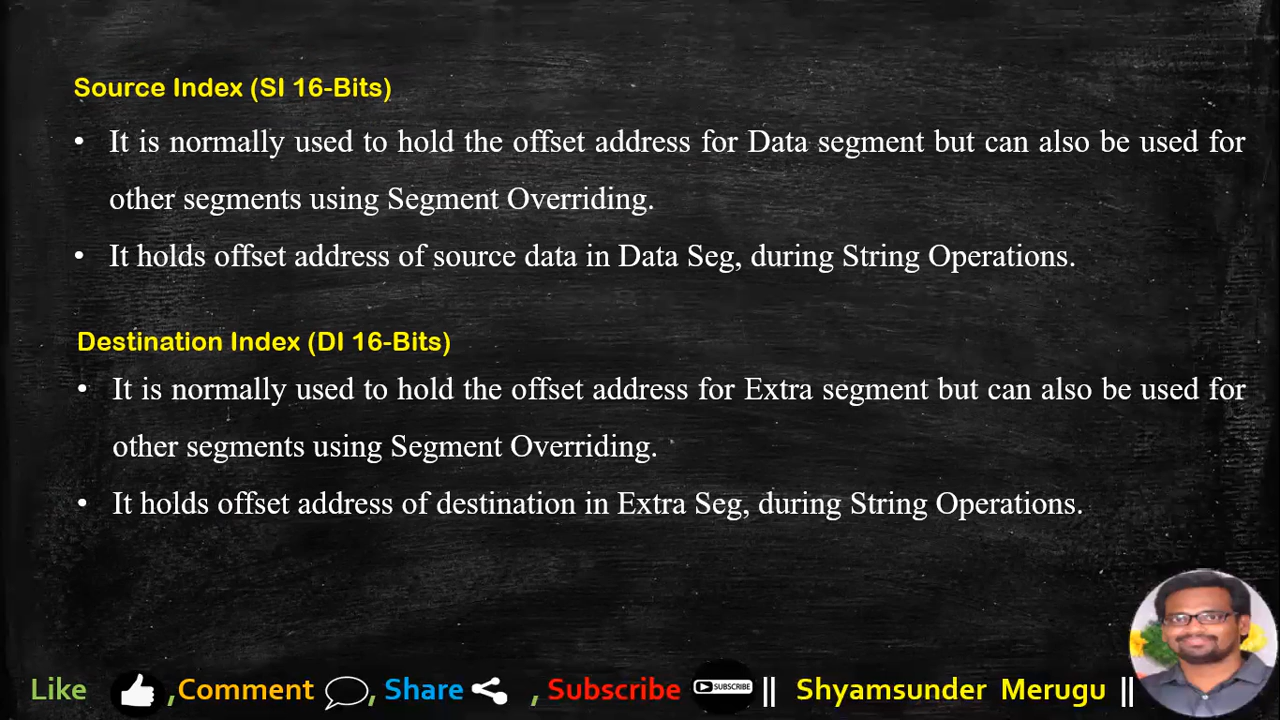 Source Index (SI 16-Bits)
• It is normally used to hold the offset address for Data segment but can also be used for
other segments using Segment Overriding.
• It holds offset address of source data in Data Seg, during String Operations.
Destination Index (DI 16-Bits)
• It is normally used to hold the offset address for Extra segment but can also be used for
other segments using Segment Overriding.
• It holds offset address of destination in Extra Seg, during String Operations.
Like , Comment , Share , Subscribe SUBSCRIBE || Shyamsunder Merugu ||